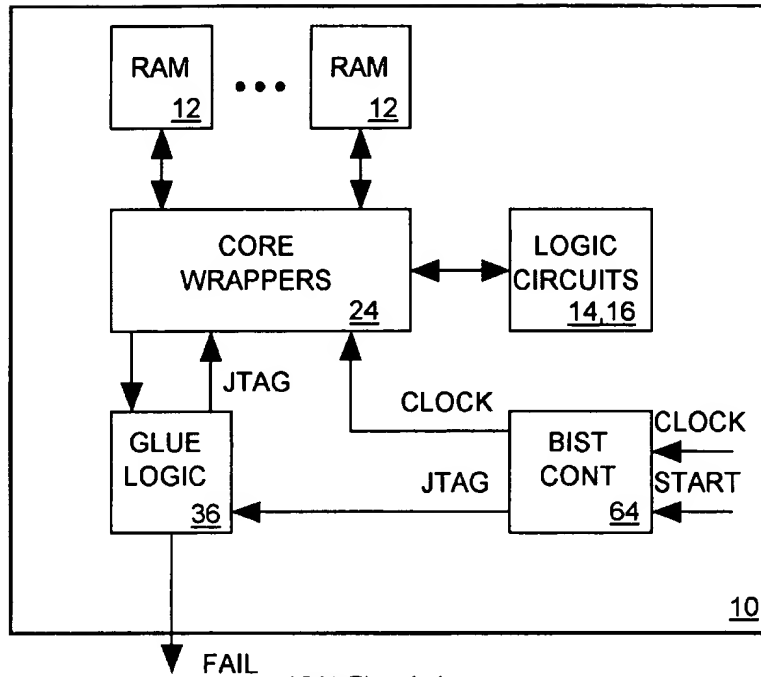 RAM
12
RAM
12
CORE
WRAPPERS
24
LOGIC
CIRCUITS
14,16
JTAG
CLOCK
GLUE
LOGIC
36
JTAG
BIST
CONT
64
CLOCK
START
10
FAIL